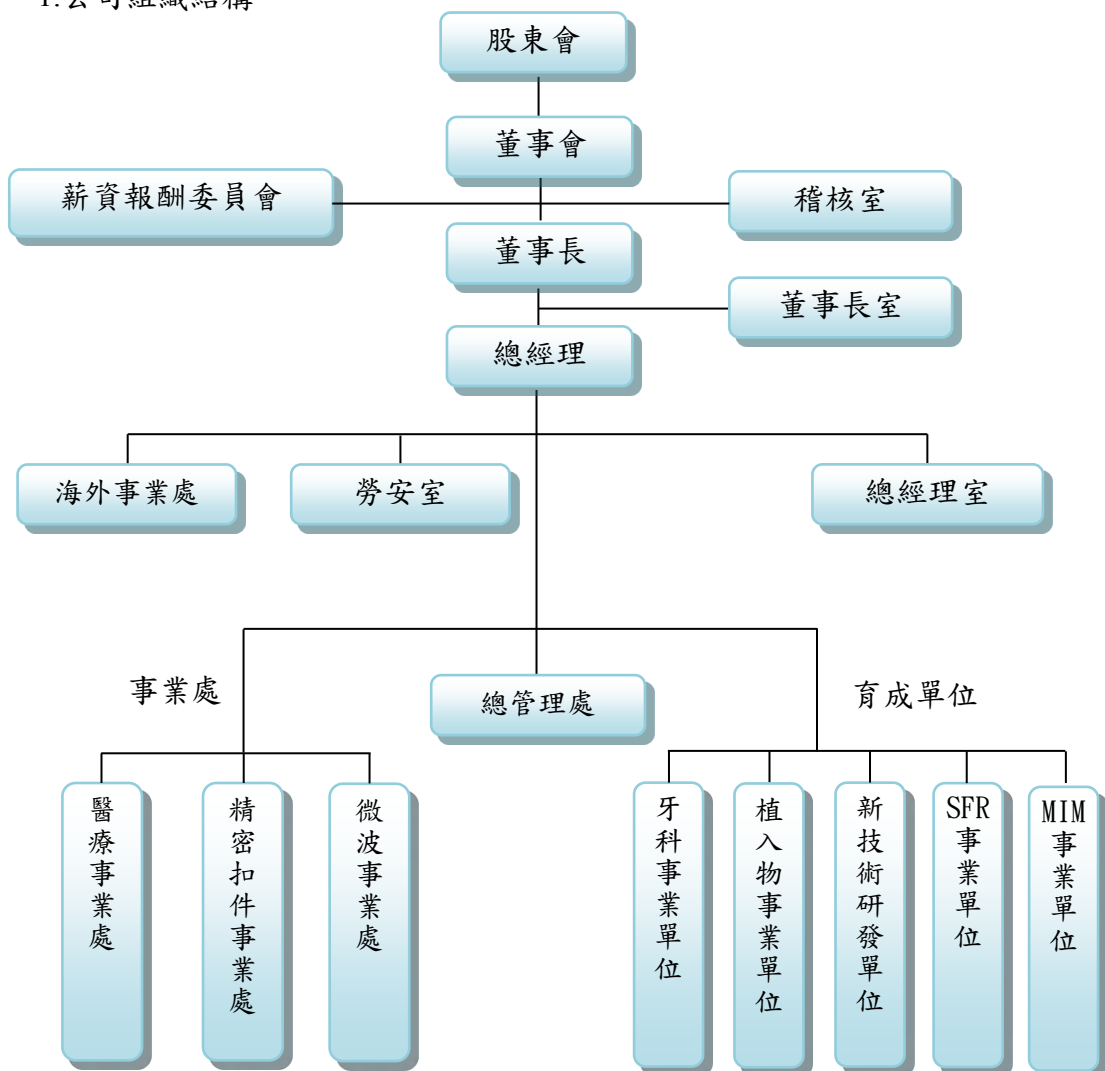 1.公司組織結構
股東會
董事會
薪資報酬委員會
稽核室
董事長
董事長室
總經理
海外事業處
勞安室
總經理室
事業處
總管理處
育成單位
醫療事業處
精密扣件事業處
微波事業處
牙科事業單位
植入物事業單位
新技術研發單位
SFR事業單位
MIM事業單位